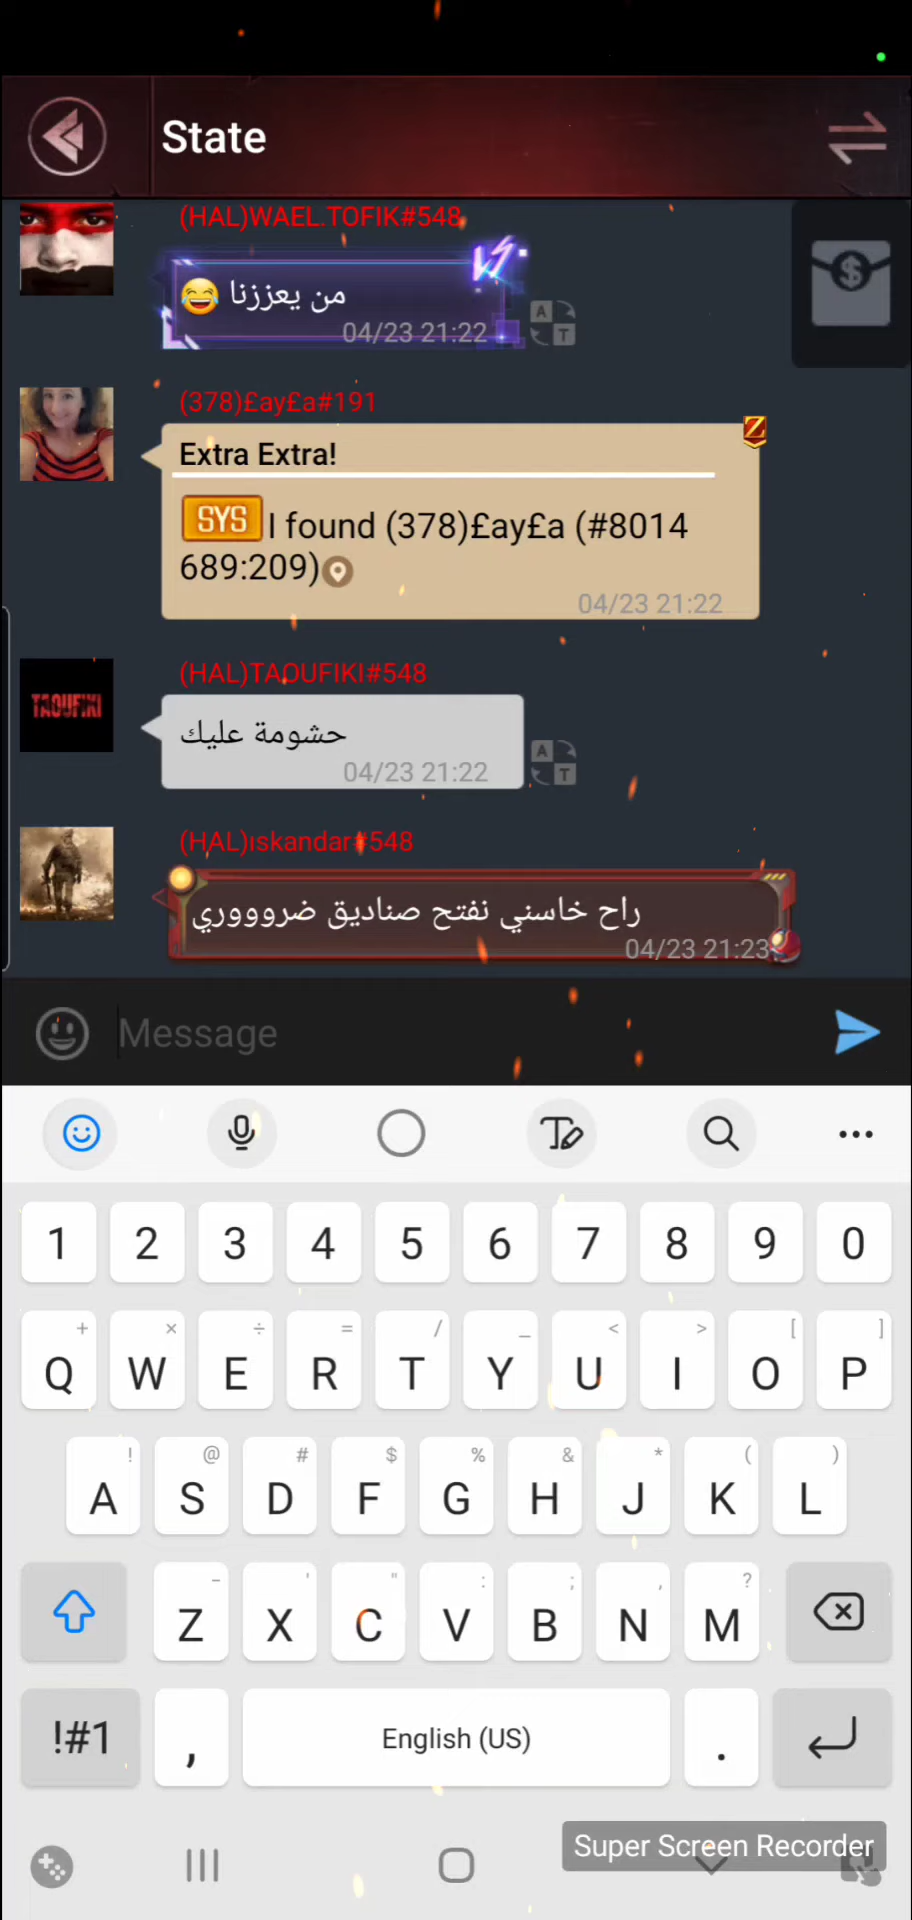 State
(HAL)WAEL.TOFIK#548
من يعززنا 😂
04/23 21:22
(378)£ay£a#191
Extra Extra!
SYS I found (378)£ay£a (#8014
689:209)
04/23 21:22
TAOUFIKI
(HAL)TAOUFIKI#548
حشومة عليك
04/23 21:22
(HAL)ıskandar#548
راح خاسني نفتح صناديق ضروووري
04/23 21:23
Message
1 2 3 4 5 6 7 8 9 0
+ × ÷ = / _ < > [ ]
Q W E R T Y U I O P
! @ # $ % & * ( )
A S D F G H J K L
- ' " : ; , ?
Z X C V B N M
!#1 , English (US) .
Super Screen Recorder